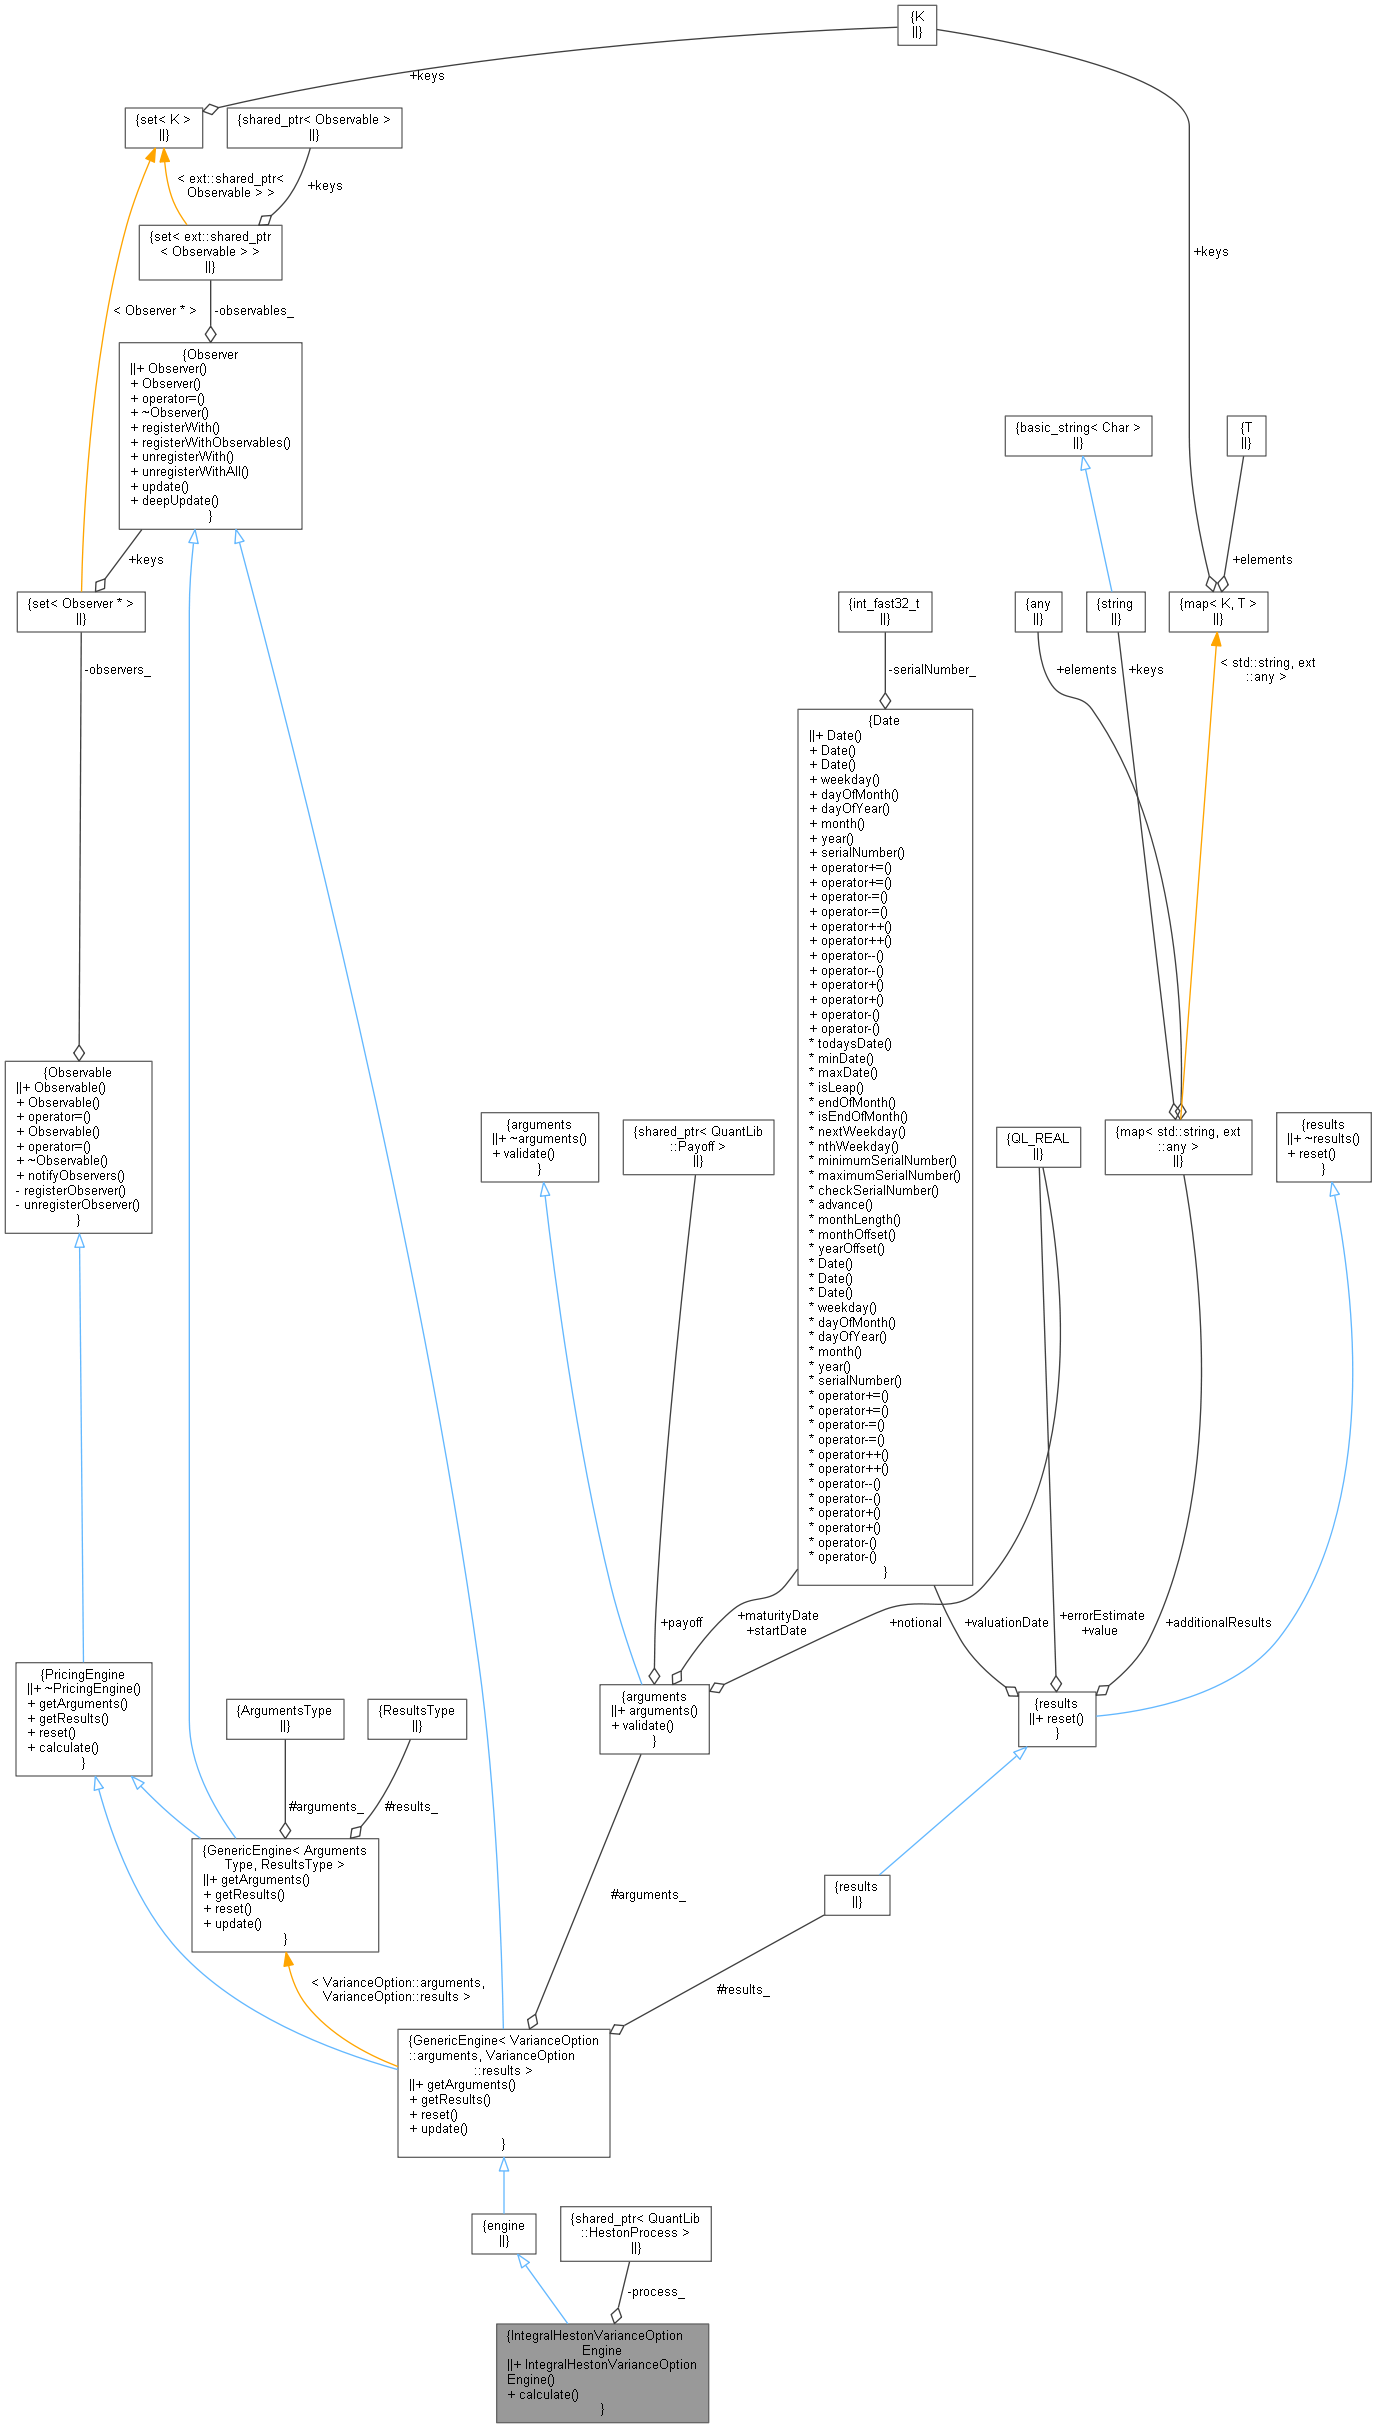 {K
||}
+keys
{set< K >
||}
{shared_ptr< Observable >
||}
< ext::shared_ptr<
Observable > >
+keys
{set< ext::shared_ptr
< Observable > >
||}
+keys
< Observer * >
-observables_
{Observer
||+ Observer()
+ Observer()
+ operator=()
+ ~Observer()
+ registerWith()
+ registerWithObservables()
+ unregisterWith()
+ unregisterWithAll()
+ update()
+ deepUpdate()
}
{basic_string< Char >
||}
{T
||}
+keys
+elements
{set< Observer * >
||}
{int_fast32_t
||}
{any
||}
{string
||}
{map< K, T >
||}
-observers_
-serialNumber_
+elements
+keys
< std::string, ext
::any >
{Date
||+ Date()
+ Date()
+ Date()
+ weekday()
+ dayOfMonth()
+ dayOfYear()
+ month()
+ year()
+ serialNumber()
+ operator+=()
+ operator+=()
+ operator-=()
+ operator-=()
+ operator++()
+ operator++()
+ operator--()
+ operator--()
+ operator+()
+ operator+()
+ operator-()
+ operator-()
* todaysDate()
* minDate()
* maxDate()
* isLeap()
* endOfMonth()
* isEndOfMonth()
* nextWeekday()
* nthWeekday()
* minimumSerialNumber()
* maximumSerialNumber()
* checkSerialNumber()
* advance()
* monthLength()
* monthOffset()
* yearOffset()
* Date()
* Date()
* Date()
* weekday()
* dayOfMonth()
* dayOfYear()
* month()
* year()
* serialNumber()
* operator+=()
* operator+=()
* operator-=()
* operator-=()
* operator++()
* operator++()
* operator--()
* operator--()
* operator+()
* operator+()
* operator-()
* operator-()
}
{Observable
||+ Observable()
+ Observable()
+ operator=()
+ Observable()
+ operator=()
+ ~Observable()
+ notifyObservers()
- registerObserver()
- unregisterObserver()
}
{arguments
||+ ~arguments()
+ validate()
}
{shared_ptr< QuantLib
::Payoff >
||}
{QL_REAL
||}
{map< std::string, ext
::any >
||}
{results
||+ ~results()
+ reset()
}
+payoff
+maturityDate
+startDate
+notional
+valuationDate
+errorEstimate
+value
+additionalResults
{PricingEngine
||+ ~PricingEngine()
+ getArguments()
+ getResults()
+ reset()
+ calculate()
}
{ArgumentsType
||}
{ResultsType
||}
{arguments
||+ arguments()
+ validate()
}
{results
||+ reset()
}
#arguments_
#results_
{GenericEngine< Arguments
Type, ResultsType >
||+ getArguments()
+ getResults()
+ reset()
+ update()
}
#arguments_
{results
||}
< VarianceOption::arguments,
VarianceOption::results >
#results_
{GenericEngine< VarianceOption
::arguments, VarianceOption
::results >
||+ getArguments()
+ getResults()
+ reset()
+ update()
}
{engine
||}
{shared_ptr< QuantLib
::HestonProcess >
||}
-process_
{IntegralHestonVarianceOption
Engine
||+ IntegralHestonVarianceOption
Engine()
+ calculate()
}